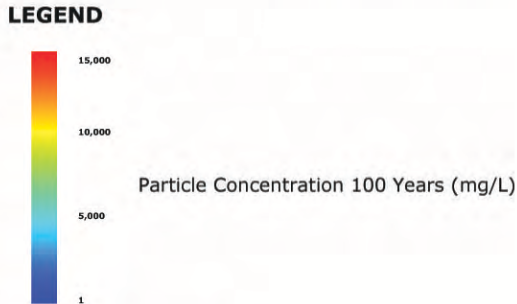 LEGEND
15,000
10,000
Particle Concentration 100 Years (mg/L)
5,000
1